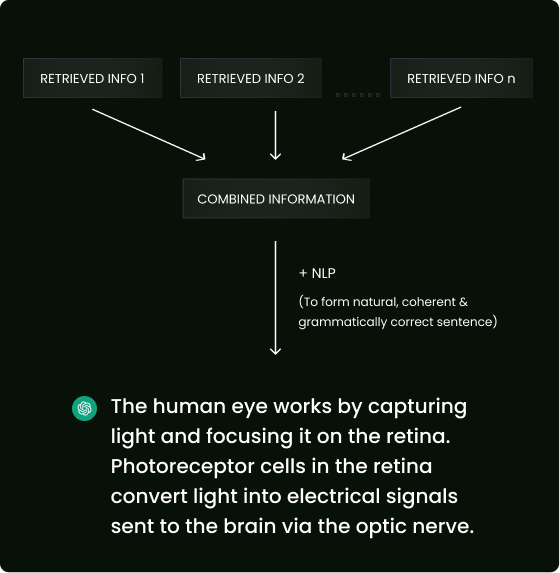 RETRIEVED INFO 1
RETRIEVED INFO 2
RETRIEVED INFO n
COMBINED INFORMATION
+ NLP
(To form natural, coherent &
grammatically correct sentence)
The human eye works by capturing
light and focusing it on the retina.
Photoreceptor cells in the retina
convert light into electrical signals
sent to the brain via the optic nerve.